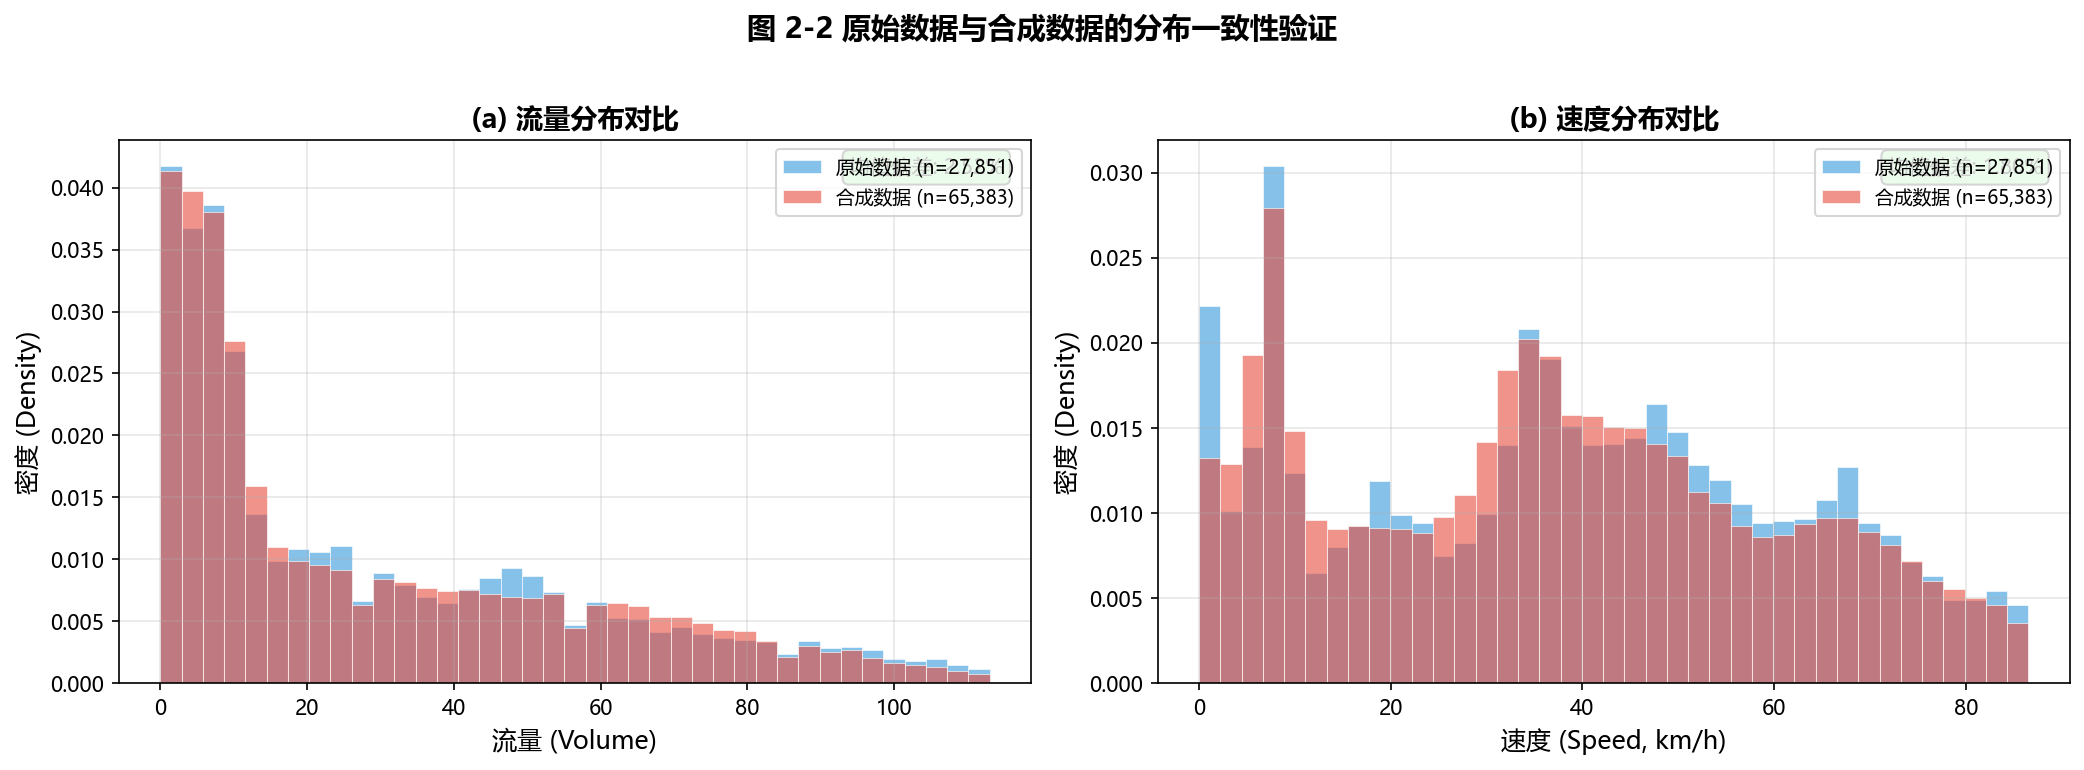 图 2-2 原始数据与合成数据的分布一致性验证
(a) 流量分布对比
原始数据 (n=27,851)
合成数据 (n=65,383)
密度 (Density)
0.040
0.035
0.030
0.025
0.020
0.015
0.010
0.005
0.000
0 20 40 60 80 100
流量 (Volume)
(b) 速度分布对比
原始数据 (n=27,851)
合成数据 (n=65,383)
密度 (Density)
0.030
0.025
0.020
0.015
0.010
0.005
0.000
0 20 40 60 80
速度 (Speed, km/h)